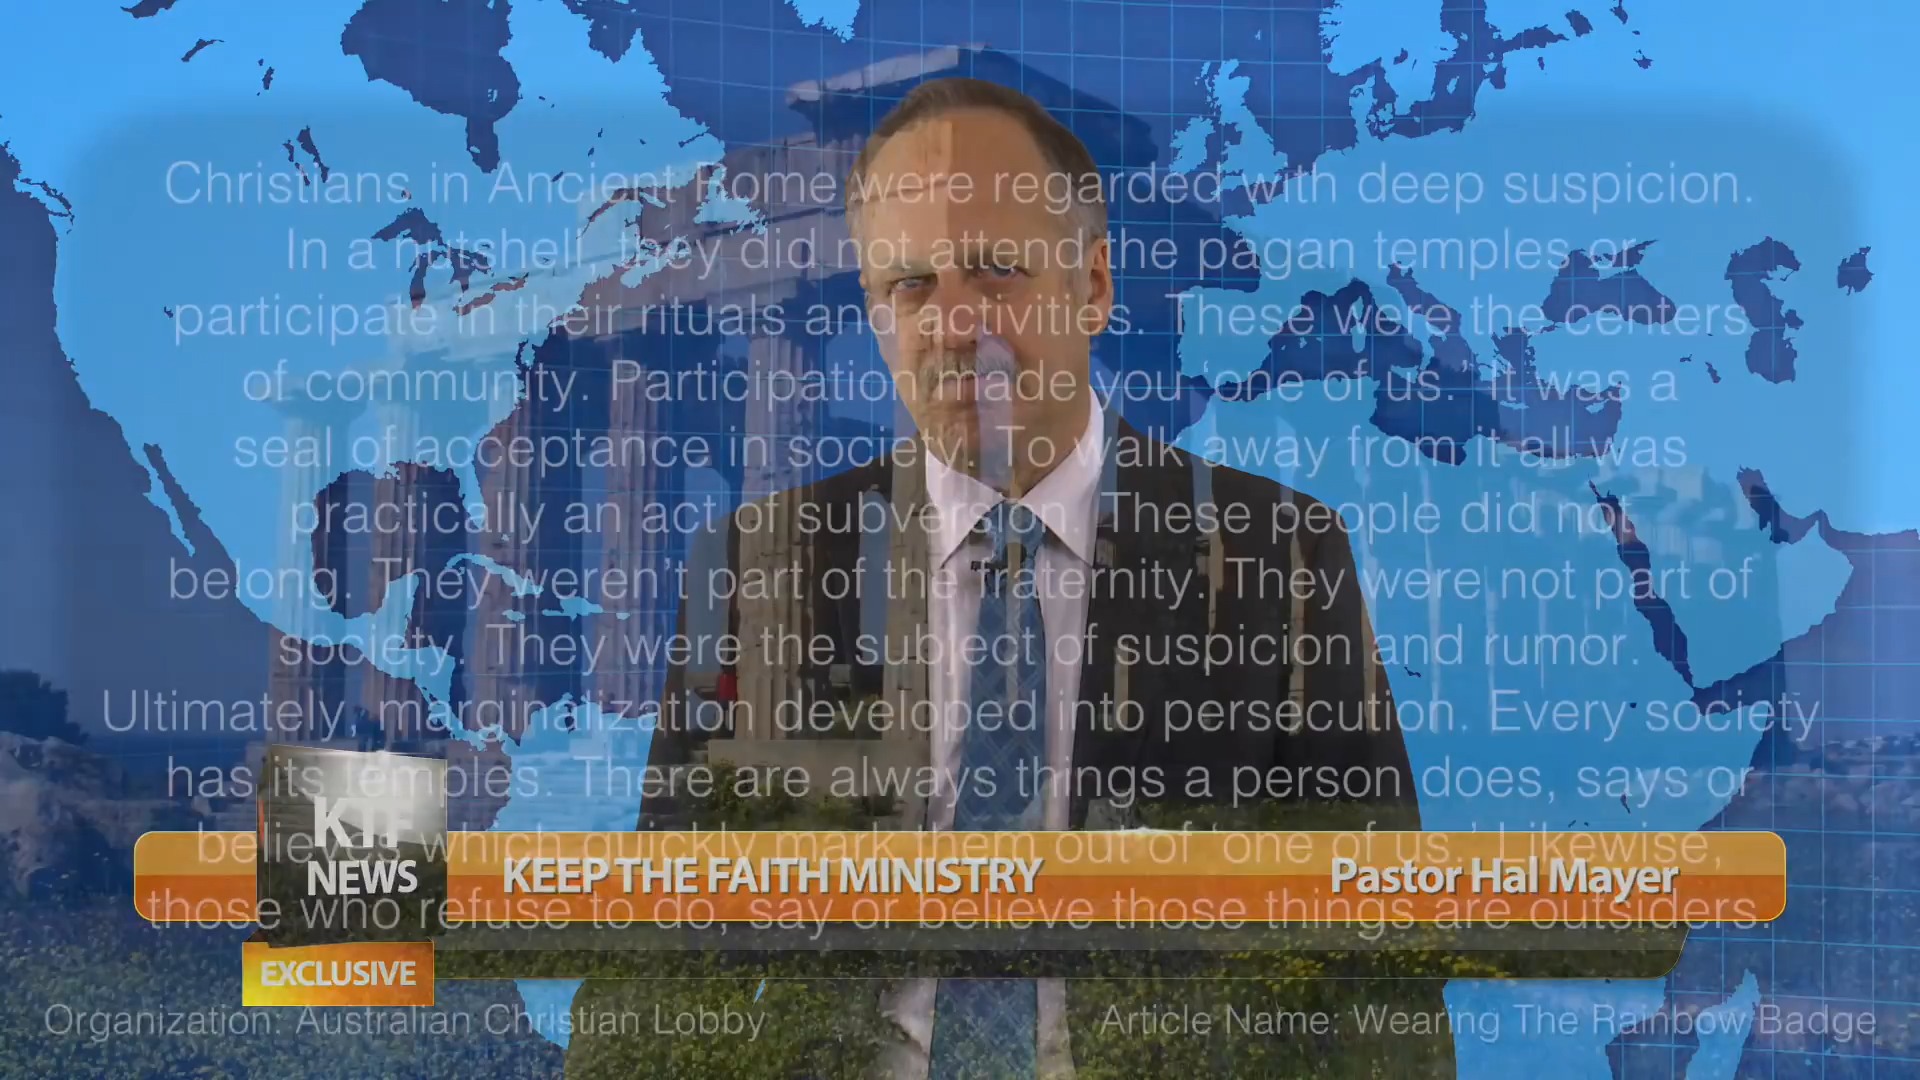 Christians in Ancient Rome were regarded with deep suspicion.
In a nutshell, they did not attend the pagan temples or
participate in their rituals and activities. These were the centers
of community. Participation made you ‘one of us.’ It was a
seal of acceptance in society. To walk away from it all was
practically an act of subversion. These people did not
belong. They weren’t part of the fraternity. They were not part of
society. They were the subject of suspicion and rumor.
Ultimately, marginalization developed into persecution. Every society
has its temples. There are always things a person does, says or
believes which quickly mark them out of ‘one of us.’ Likewise,
those who refuse to do, say or believe those things are outsiders.
KTF
NEWS
KEEP THE FAITH MINISTRY
Pastor Hal Mayer
EXCLUSIVE
Organization: Australian Christian Lobby
Article Name: Wearing The Rainbow Badge